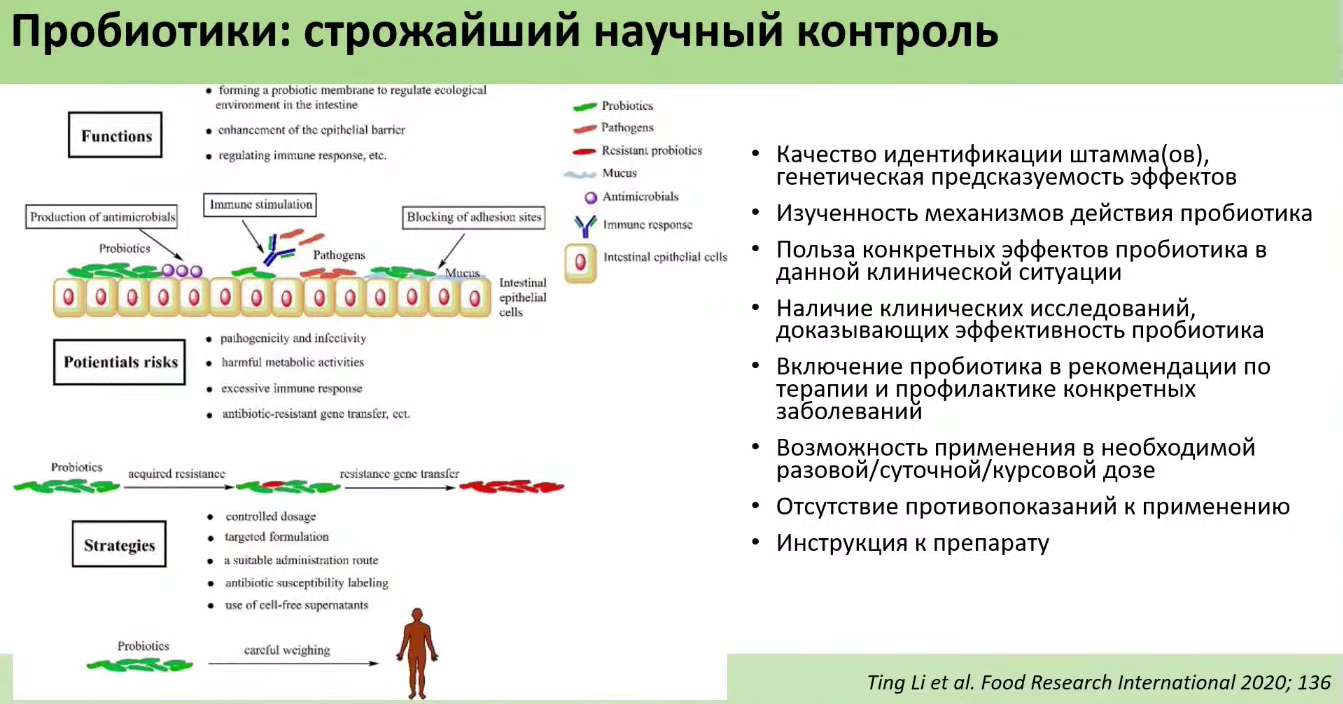 Пробиотики: строжайший научный контроль
• forming a probiotic membrane to regulate ecological
environment in the intestine
Functions
• enhancement of the epithelial barrier
• regulating immune response, etc.
Probiotics
Pathogens
Resistant probiotics
Mucus
Antimicrobials
Immune response
Intestinal epithelial cells
Production of antimicrobials
Immune stimulation
Blocking of adhesion sites
Probiotics
Pathogens
Mucus
Intestinal
epithelial
cells
Potientials risks
• pathogenicity and infectivity
• harmful metabolic activities
• excessive immune response
• antibiotic-resistant gene transfer, ect.
Probiotics
acquired resistance
resistance gene transfer
Strategies
• controlled dosage
• targeted formulation
• a suitable administration route
• antibiotic susceptibility labeling
• use of cell-free supernatants
Probiotics
careful weighing
• Качество идентификации штамма(ов),
генетическая предсказуемость эффектов
• Изученность механизмов действия пробиотика
• Польза конкретных эффектов пробиотика в
данной клинической ситуации
• Наличие клинических исследований,
доказывающих эффективность пробиотика
• Включение пробиотика в рекомендации по
терапии и профилактике конкретных
заболеваний
• Возможность применения в необходимой
разовой/суточной/курсовой дозе
• Отсутствие противопоказаний к применению
• Инструкция к препарату
Ting Li et al. Food Research International 2020; 136